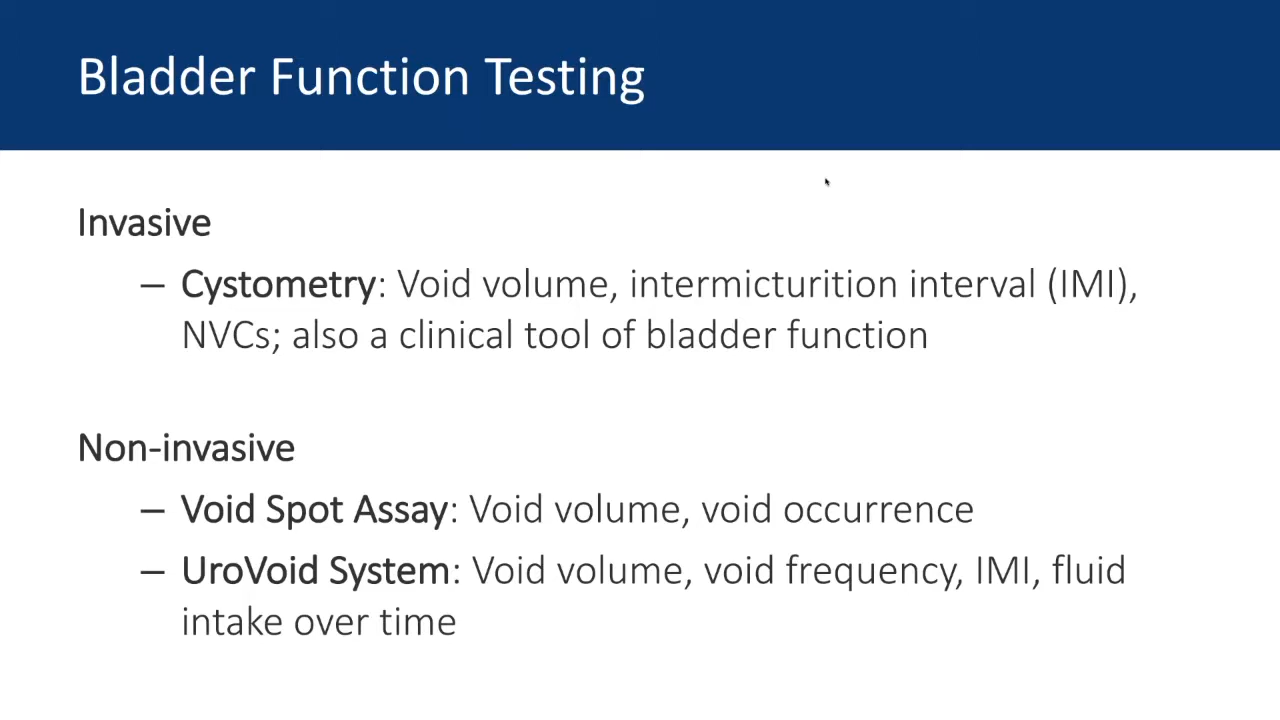 Bladder Function Testing
Invasive
– Cystometry: Void volume, intermicturition interval (IMI),
NVCs; also a clinical tool of bladder function
Non-invasive
– Void Spot Assay: Void volume, void occurrence
– UroVoid System: Void volume, void frequency, IMI, fluid
intake over time